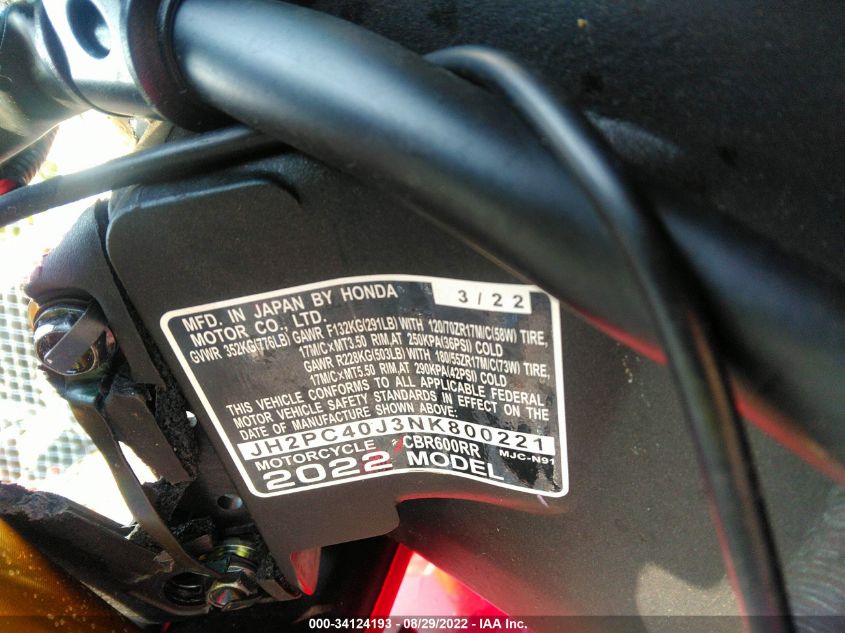 MFD. IN JAPAN BY HONDA 3/22
MOTOR CO., LTD.
GVWR 352KG(776LB) GAWR F132KG(291LB) WITH 120/70ZR17M/C(58W) TIRE,
17M/C×MT3.50 RIM,AT 250KPA(36PSI) COLD
GAWR R228KG(503LB) WITH 180/55ZR17M/C(73W) TIRE,
17M/C×MT5.50 RIM,AT 290KPA(42PSI) COLD
THIS VEHICLE CONFORMS TO ALL APPLICABLE FEDERAL
MOTOR VEHICLE SAFETY STANDARDS IN EFFECT ON THE
DATE OF MANUFACTURE SHOWN ABOVE.
JH2PC40J3NK800221
MOTORCYCLE CBR600RR MJC-N91
2022 MODEL
000-34124193 - 08/29/2022 - IAA Inc.